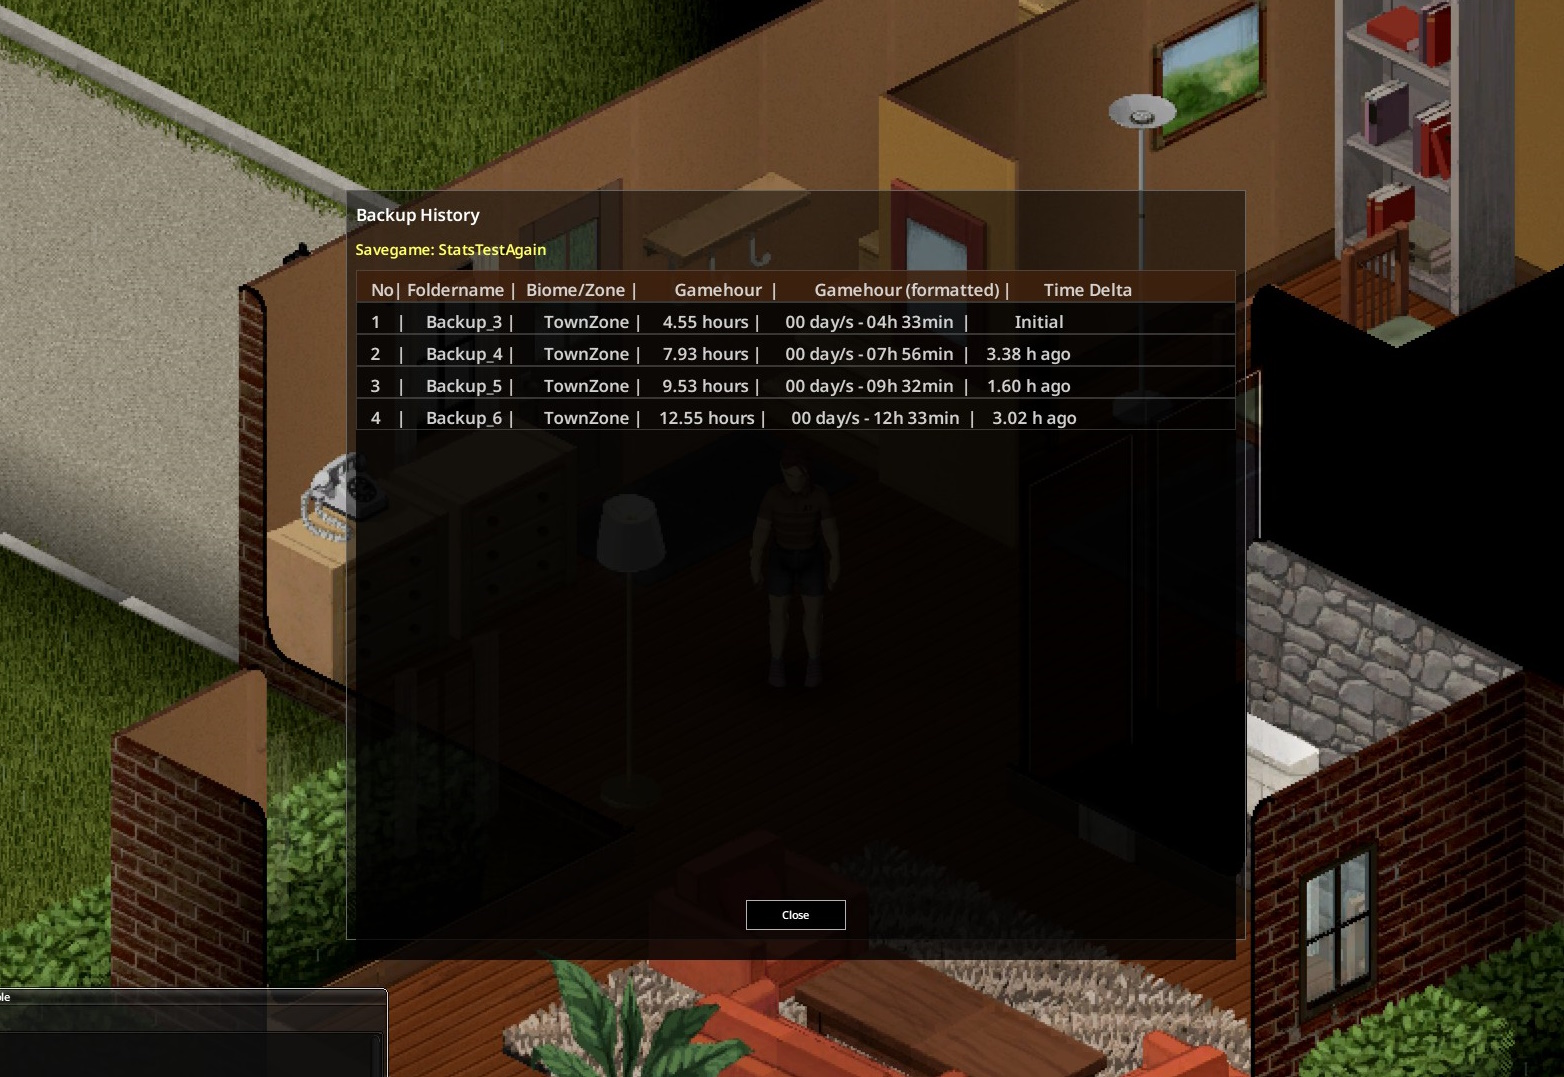 Backup History
Savegame: StatsTestAgain
No| Foldername | Biome/Zone | Gamehour | Gamehour (formatted) | Time Delta
1 | Backup_3 | TownZone | 4.55 hours | 00 day/s - 04h 33min | Initial
2 | Backup_4 | TownZone | 7.93 hours | 00 day/s - 07h 56min | 3.38 h ago
3 | Backup_5 | TownZone | 9.53 hours | 00 day/s - 09h 32min | 1.60 h ago
4 | Backup_6 | TownZone | 12.55 hours | 00 day/s - 12h 33min | 3.02 h ago
Close